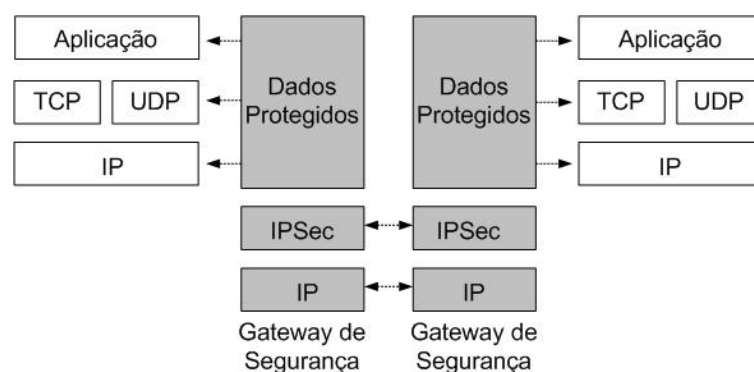 Aplicação
TCP
UDP
IP
Dados
Protegidos
Dados
Protegidos
Aplicação
TCP
UDP
IP
IPSec
IPSec
IP
IP
Gateway de
Segurança
Gateway de
Segurança